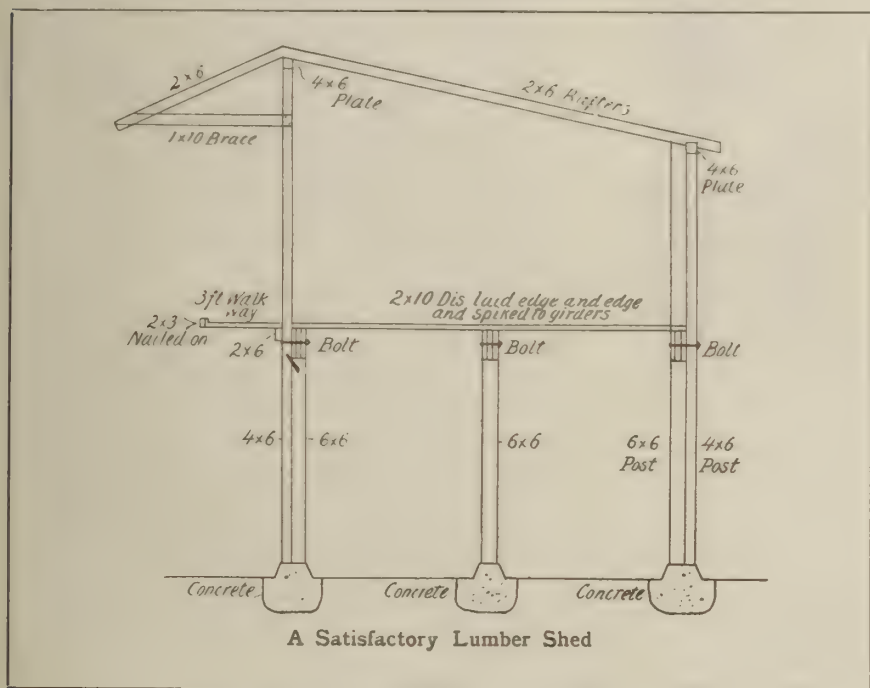 2x6
4x6
Plate
2x6 Rafters
1x10 Brace
4x6
Plate
3ft Walk
way
2x10 Dis laid edge and edge
and spiked to girders
2x3
Nailed on
2x6
Bolt
Bolt
Bolt
4x6
6x6
6x6
6x6
Post
4x6
Post
Concrete
Concrete
Concrete
A Satisfactory Lumber Shed